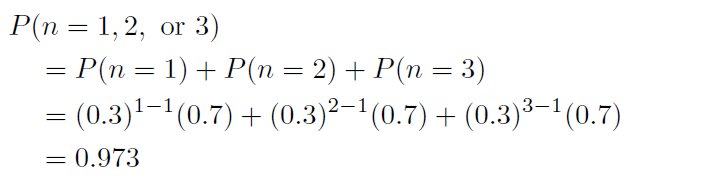 P(n = 1, 2, or 3)
= P(n = 1) + P(n = 2) + P(n = 3)
= (0.3)^{1−1}(0.7) + (0.3)^{2−1}(0.7) + (0.3)^{3−1}(0.7)
= 0.973